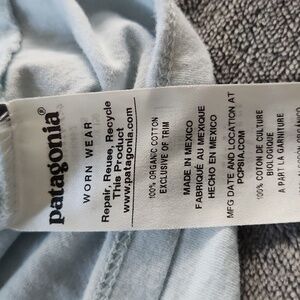 patagonia®
WORN WEAR™
Repair, Reuse, Recycle
This Product
www.patagonia.com
100% ORGANIC COTTON
EXCLUSIVE OF TRIM
MADE IN MEXICO
FABRIQUÉ AU MEXIQUE
HECHO EN MEXICO
MFG DATE AND LOCATION AT
PCPSIA.COM
100% COTON DE CULTURE
BIOLOGIQUE
A PART LA GARNITURE